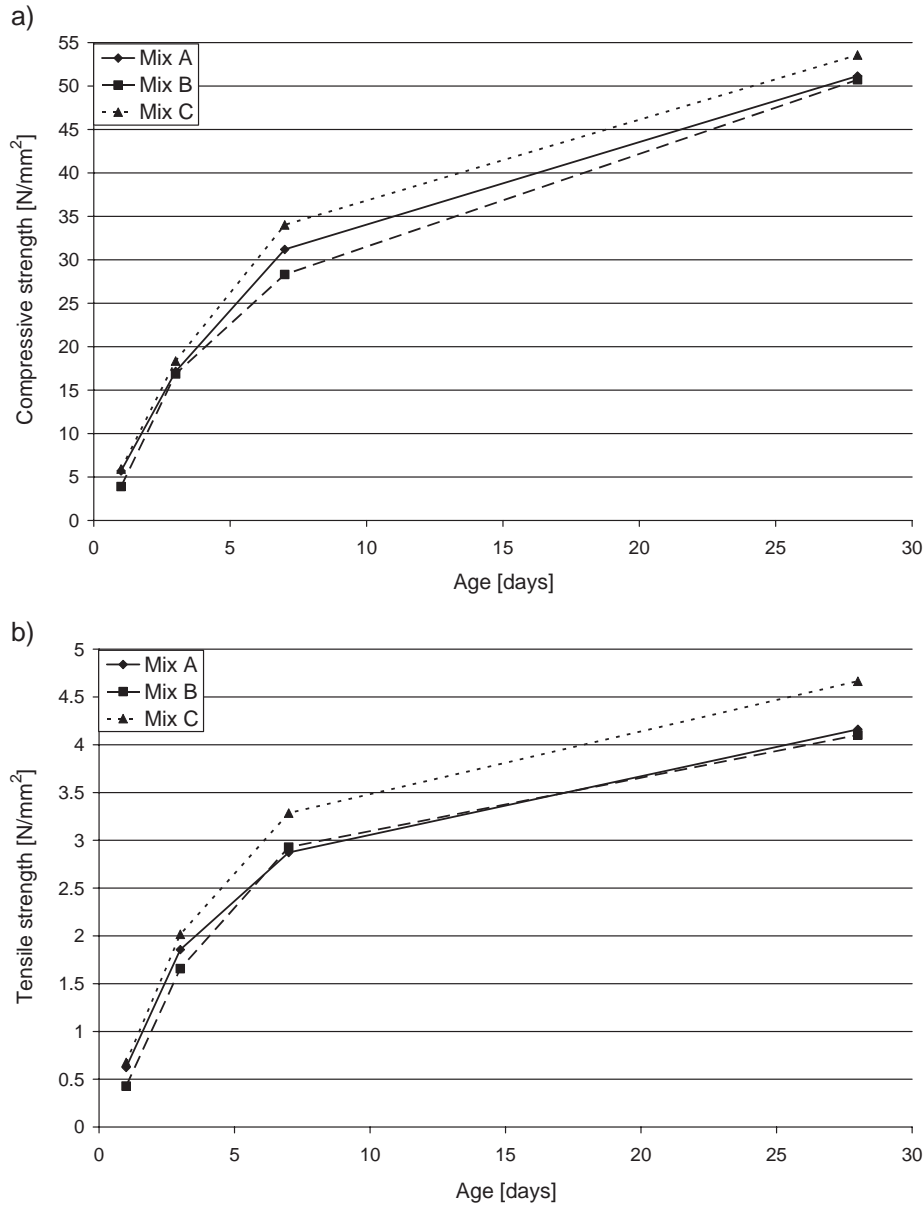 a)
Compressive strength [N/mm²]
55
50
45
40
35
30
25
20
15
10
5
0
Mix A
Mix B
Mix C
0 5 10 15 20 25 30
Age [days]
b)
Tensile strength [N/mm²]
5
4.5
4
3.5
3
2.5
2
1.5
1
0.5
0
Mix A
Mix B
Mix C
0 5 10 15 20 25 30
Age [days]